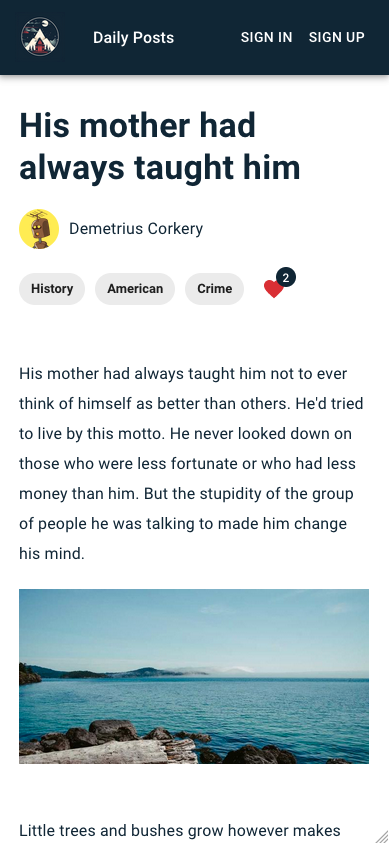 Daily Posts
SIGN IN
SIGN UP
His mother had
always taught him
Demetrius Corkery
History
American
Crime
2
His mother had always taught him not to ever
think of himself as better than others. He'd tried
to live by this motto. He never looked down on
those who were less fortunate or who had less
money than him. But the stupidity of the group
of people he was talking to made him change
his mind.
Little trees and bushes grow however makes